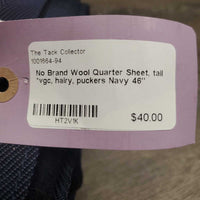 The Tack Collector
1001664-94
No Brand Wool Quarter Sheet, tail
*vgc, hairy, puckers Navy 46"
HT2V1K
$40.00